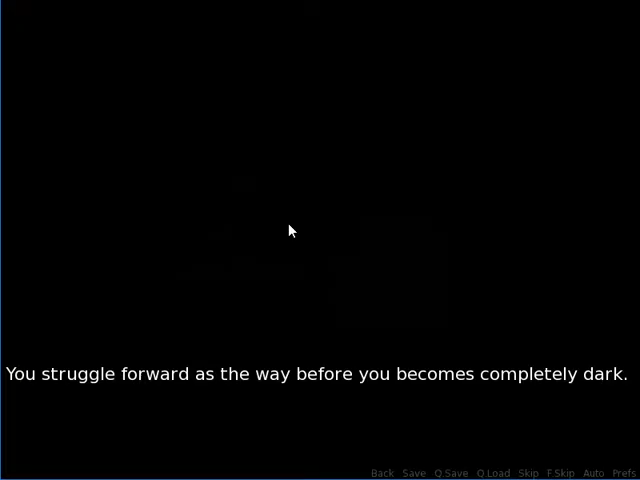 You struggle forward as the way before you becomes completely dark.
Back Save Q.Save Q.Load Skip F.Skip Auto Prefs